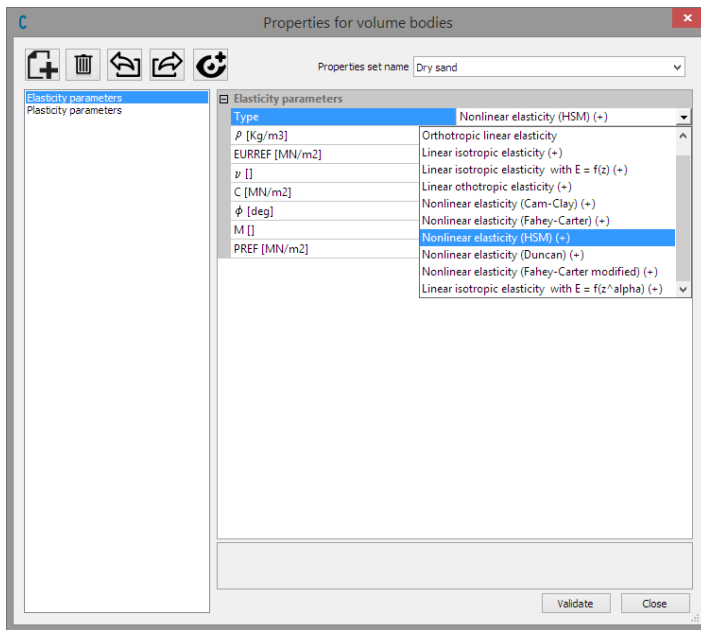 Properties for volume bodies
Properties set name Dry sand
Elasticity parameters
Plasticity parameters
Elasticity parameters
Type Nonlinear elasticity (HSM) (+)
ρ [Kg/m3]
EURREF [MN/m2]
ν []
C [MN/m2]
ϕ [deg]
M []
PREF [MN/m2]
Orthotropic linear elasticity
Linear isotropic elasticity (+)
Linear isotropic elasticity with E = f(z) (+)
Linear othotropic elasticity (+)
Nonlinear elasticity (Cam-Clay) (+)
Nonlinear elasticity (Fahey-Carter) (+)
Nonlinear elasticity (HSM) (+)
Nonlinear elasticity (Duncan) (+)
Nonlinear elasticity (Fahey-Carter modified) (+)
Linear isotropic elasticity with E = f(z^alpha) (+)
Validate Close